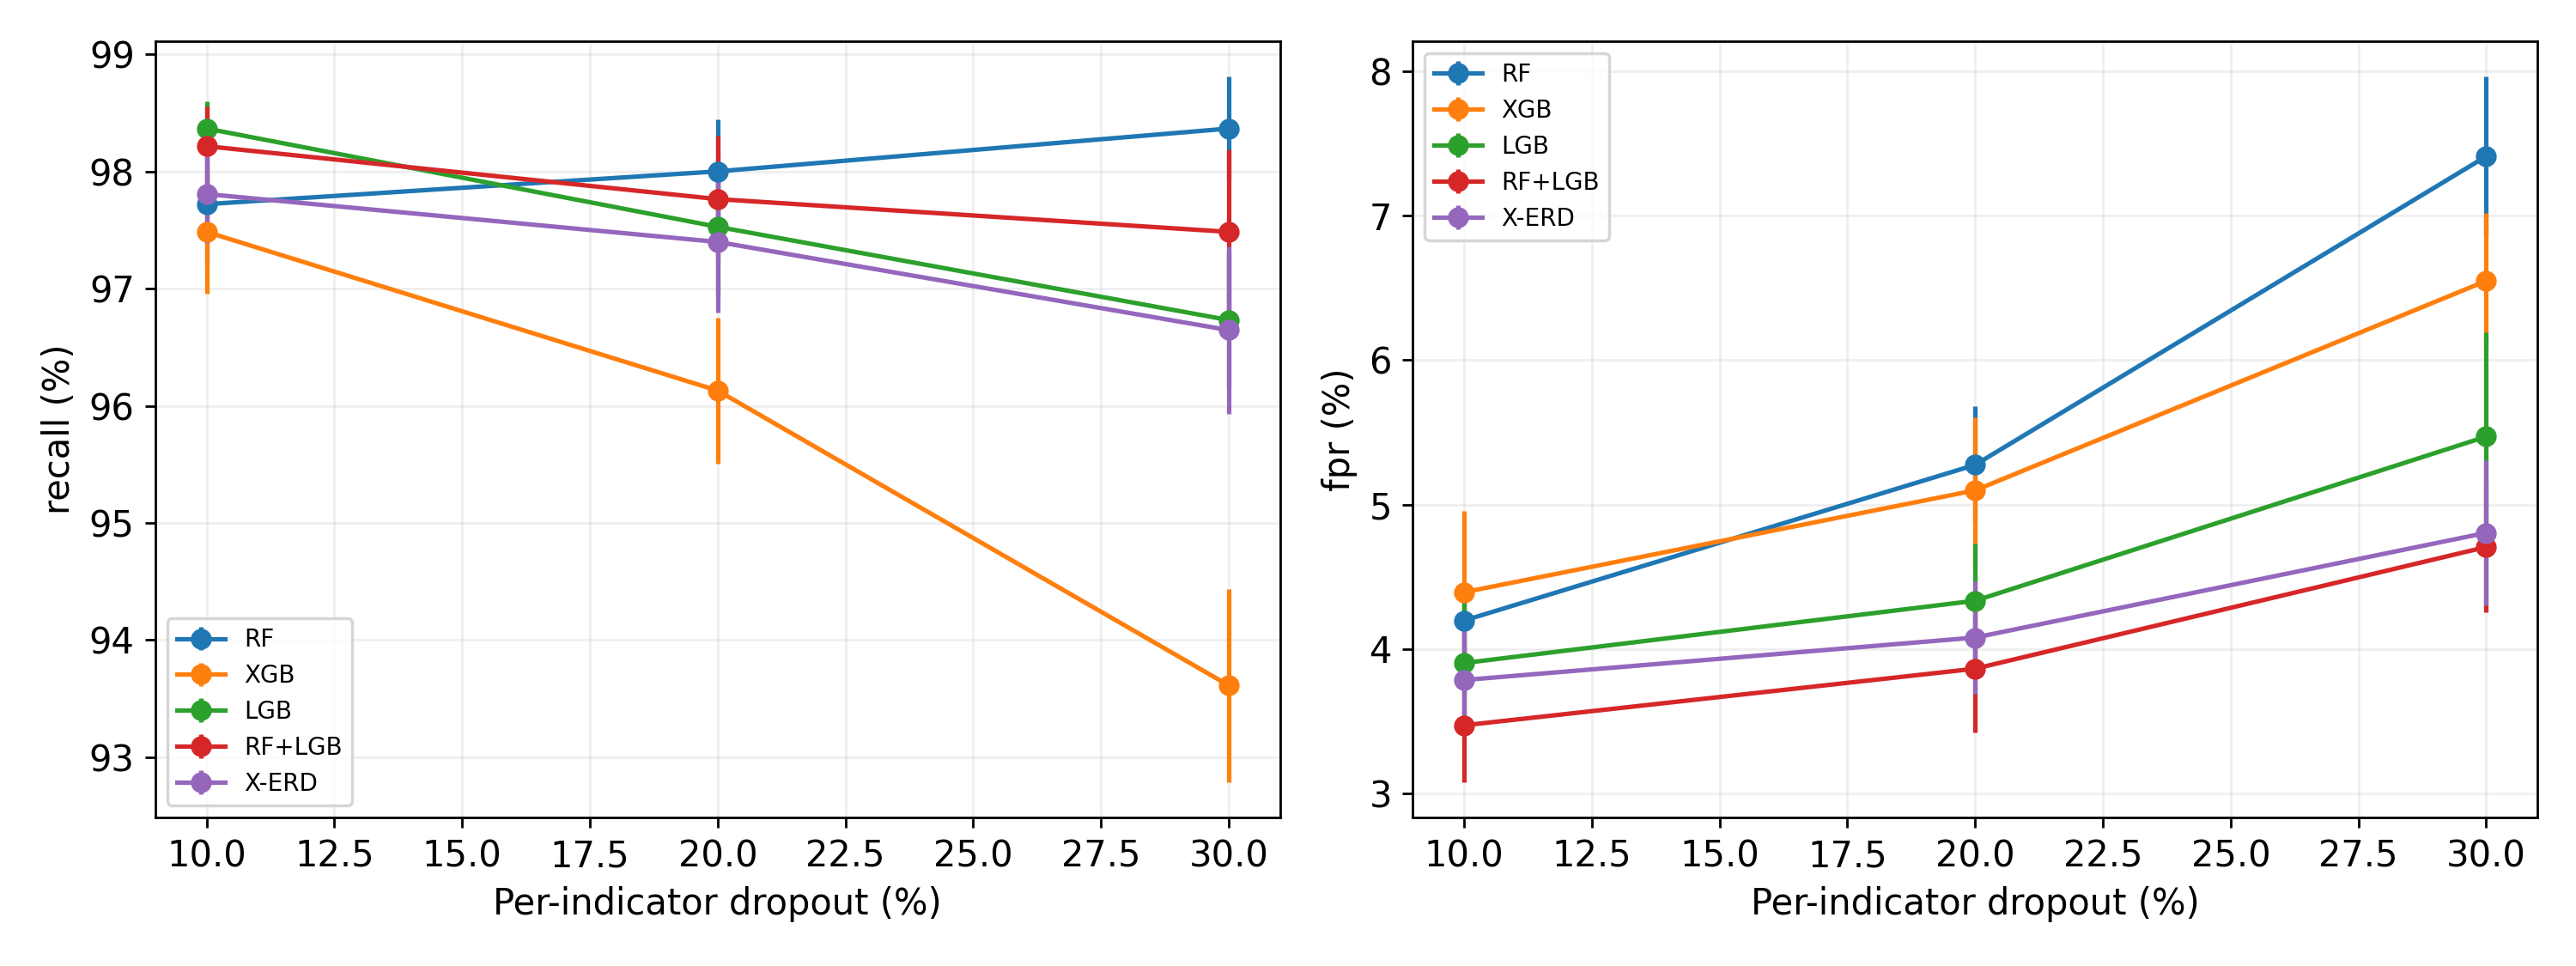 99
98
97
96
95
94
93
recall (%)
RF
XGB
LGB
RF+LGB
X-ERD
10.0 12.5 15.0 17.5 20.0 22.5 25.0 27.5 30.0
Per-indicator dropout (%)
8
7
6
5
4
3
fpr (%)
RF
XGB
LGB
RF+LGB
X-ERD
10.0 12.5 15.0 17.5 20.0 22.5 25.0 27.5 30.0
Per-indicator dropout (%)